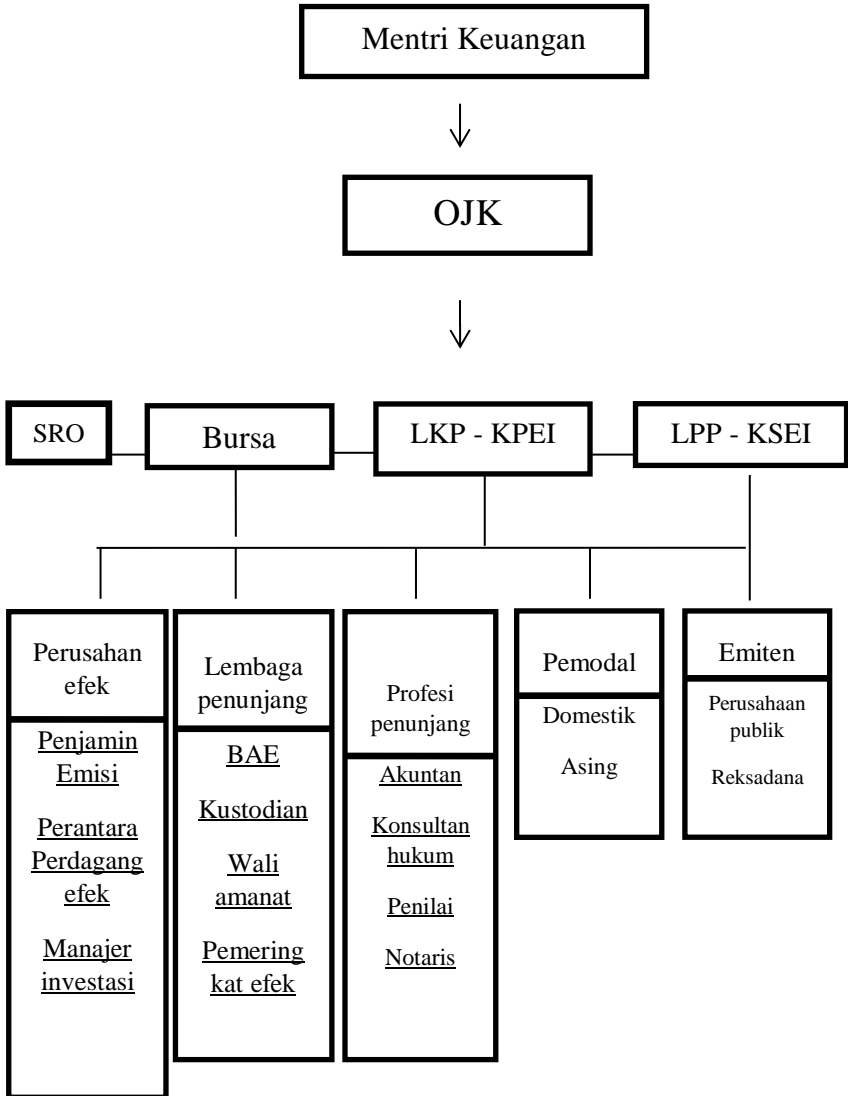 Mentri Keuangan
OJK
SRO
Bursa
LKP - KPEI
LPP - KSEI
Perusahan
efek
Penjamin
Emisi
Perantara
Perdagang
efek
Manajer
investasi
Lembaga
penunjang
BAE
Kustodian
Wali
amanat
Pemering
kat efek
Profesi
penunjang
Akuntan
Konsultan
hukum
Penilai
Notaris
Pemodal
Domestik
Asing
Emiten
Perusahaan
publik
Reksadana